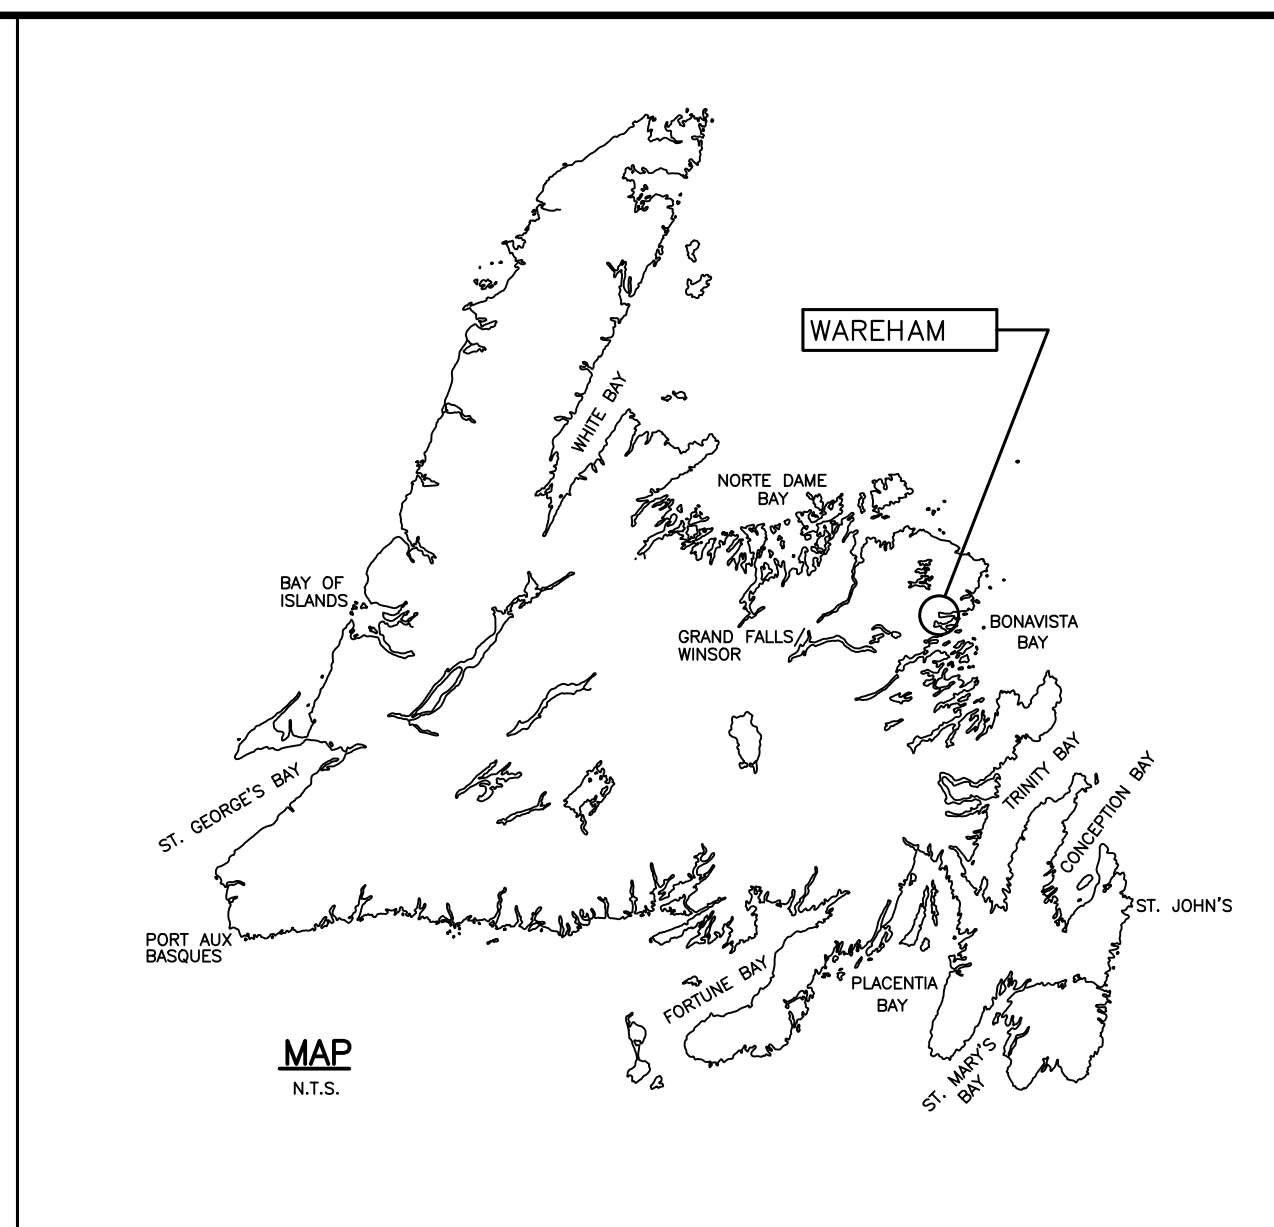 WAREHAM
WHITE BAY
NORTE DAME
BAY
BAY OF
ISLANDS
GRAND FALLS/
WINSOR
BONAVISTA
BAY
ST. GEORGE'S BAY
TRINITY BAY
CONCEPTION BAY
ST. JOHN'S
PORT AUX
BASQUES
FORTUNE BAY
PLACENTIA
BAY
ST. MARY'S
BAY
MAP
N.T.S.